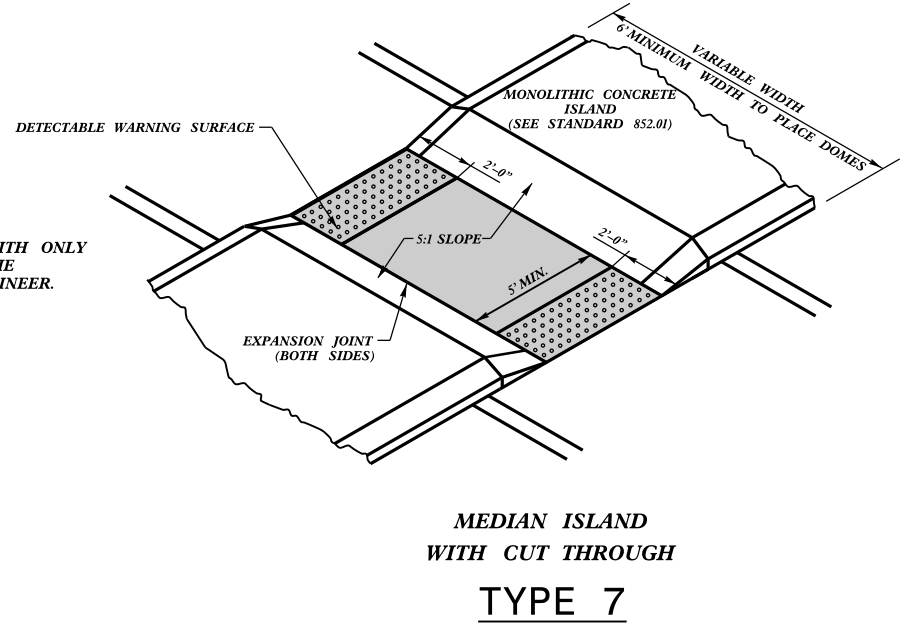 VARIABLE WIDTH
6' MINIMUM WIDTH TO PLACE DOMES
MONOLITHIC CONCRETE
ISLAND
(SEE STANDARD 852.01)
DETECTABLE WARNING SURFACE
2'-0"
5:1 SLOPE
2'-0"
5' MIN.
ONLY
EXPANSION JOINT
(BOTH SIDES)
MEDIAN ISLAND
WITH CUT THROUGH
TYPE 7